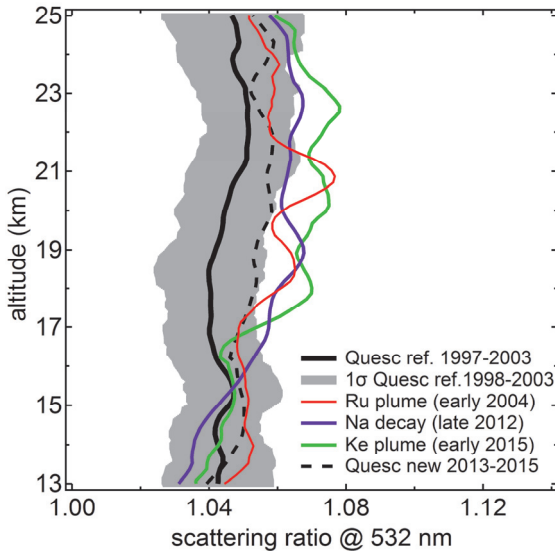 25
23
21
19
17
15
13
altitude (km)
Quesc ref. 1997-2003
1σ Quesc ref.1998-2003
Ru plume (early 2004)
Na decay (late 2012)
Ke plume (early 2015)
Quesc new 2013-2015
1.00
1.04
1.08
1.12
scattering ratio @ 532 nm